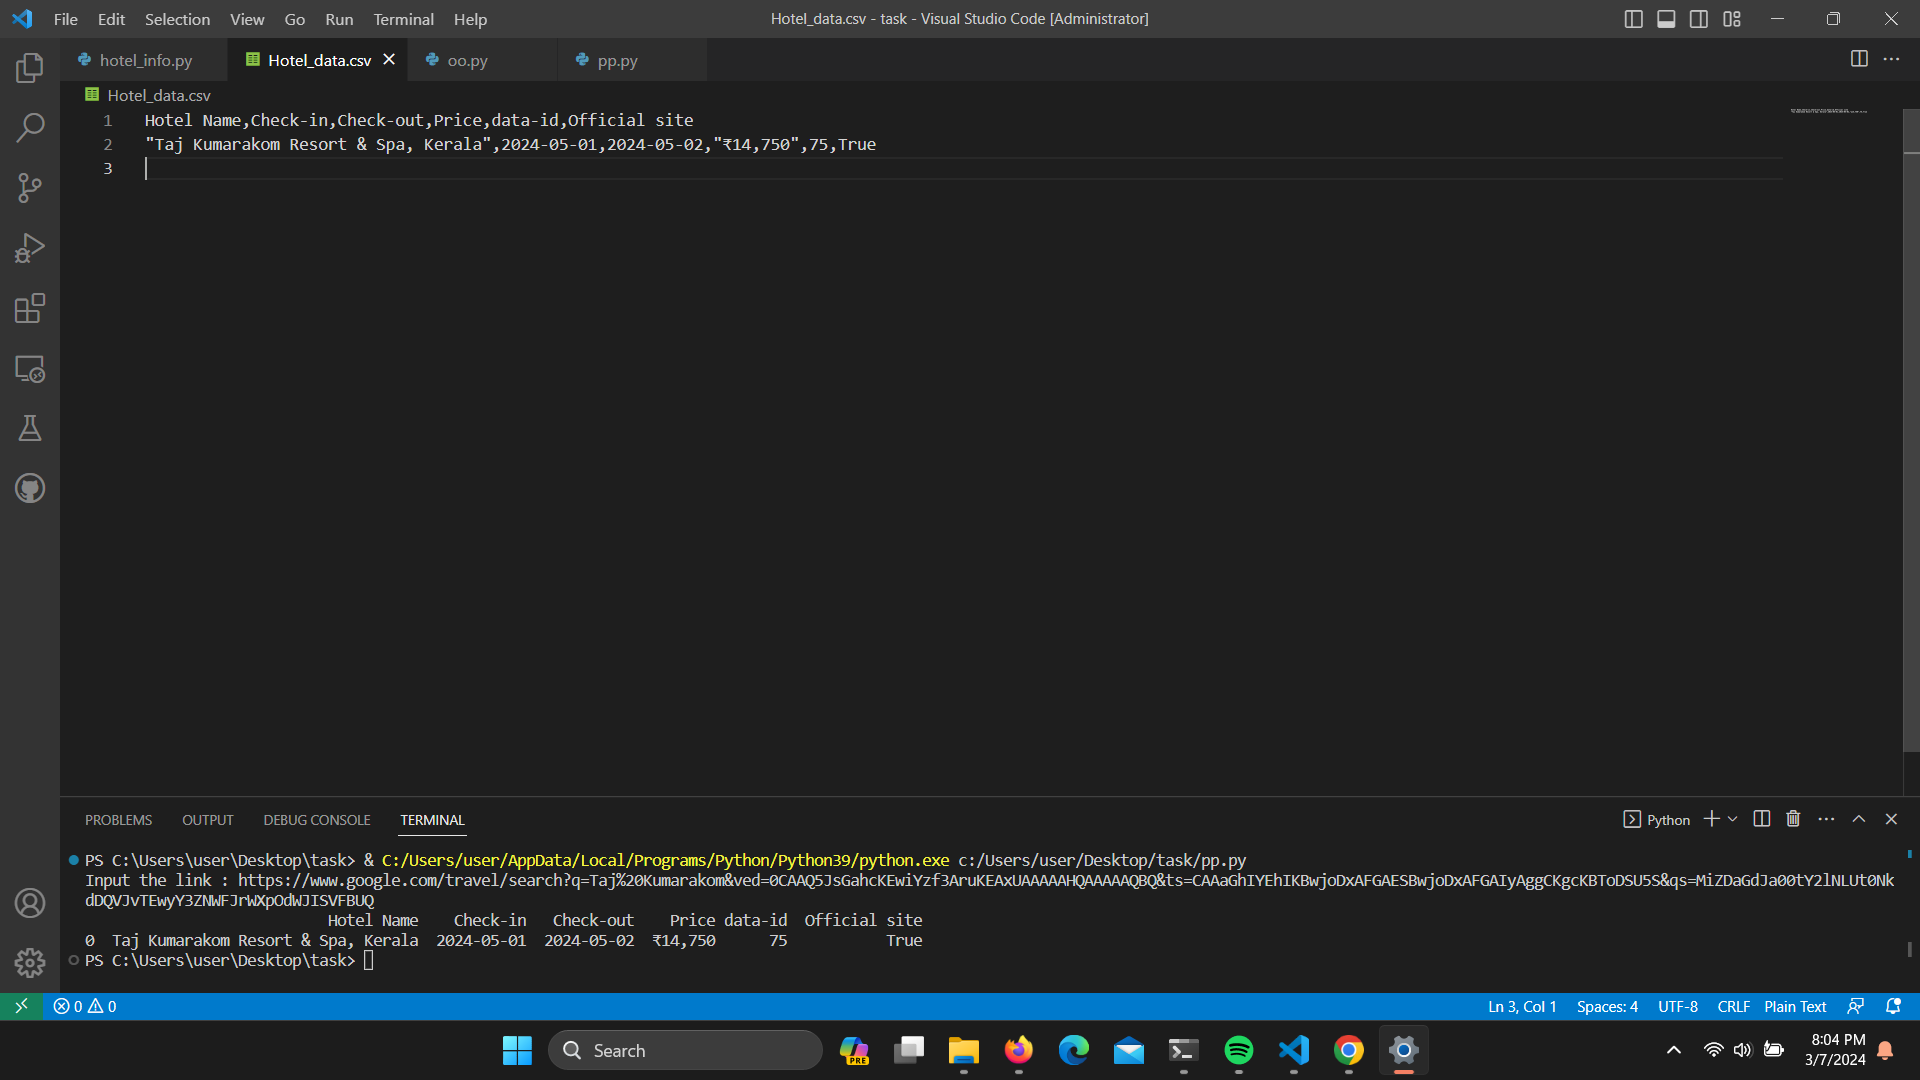 File Edit Selection View Go Run Terminal Help
Hotel_data.csv - task - Visual Studio Code [Administrator]
hotel_info.py
Hotel_data.csv
oo.py
pp.py
Hotel_data.csv
1 Hotel Name,Check-in,Check-out,Price,data-id,Official site
2 "Taj Kumarakom Resort & Spa, Kerala",2024-05-01,2024-05-02,"₹14,750",75,True
3
PROBLEMS OUTPUT DEBUG CONSOLE TERMINAL
Python
PS C:\Users\user\Desktop\task> & C:/Users/user/AppData/Local/Programs/Python/Python39/python.exe c:/Users/user/Desktop/task/pp.py
Input the link : https://www.google.com/travel/search?q=Taj%20Kumarakom&ved=0CAAQ5JsGahcKEwiYzf3AruKEAxUAAAAAHQAAAAAQBQ&ts=CAAaGhIYEhIKBwjoDxAFGAESBwjoDxAFGAIyAggCKgcKBToDSU5S&qs=MiZDaGdJa00tY2lNLUt0Nk
dDQVJvTEwyY3ZNWFJrWXpOdWJISVFBUQ
Hotel Name Check-in Check-out Price data-id Official site
0 Taj Kumarakom Resort & Spa, Kerala 2024-05-01 2024-05-02 ₹14,750 75 True
PS C:\Users\user\Desktop\task>
0 0
Ln 3, Col 1 Spaces: 4 UTF-8 CRLF Plain Text
Search
PRE
8:04 PM
3/7/2024